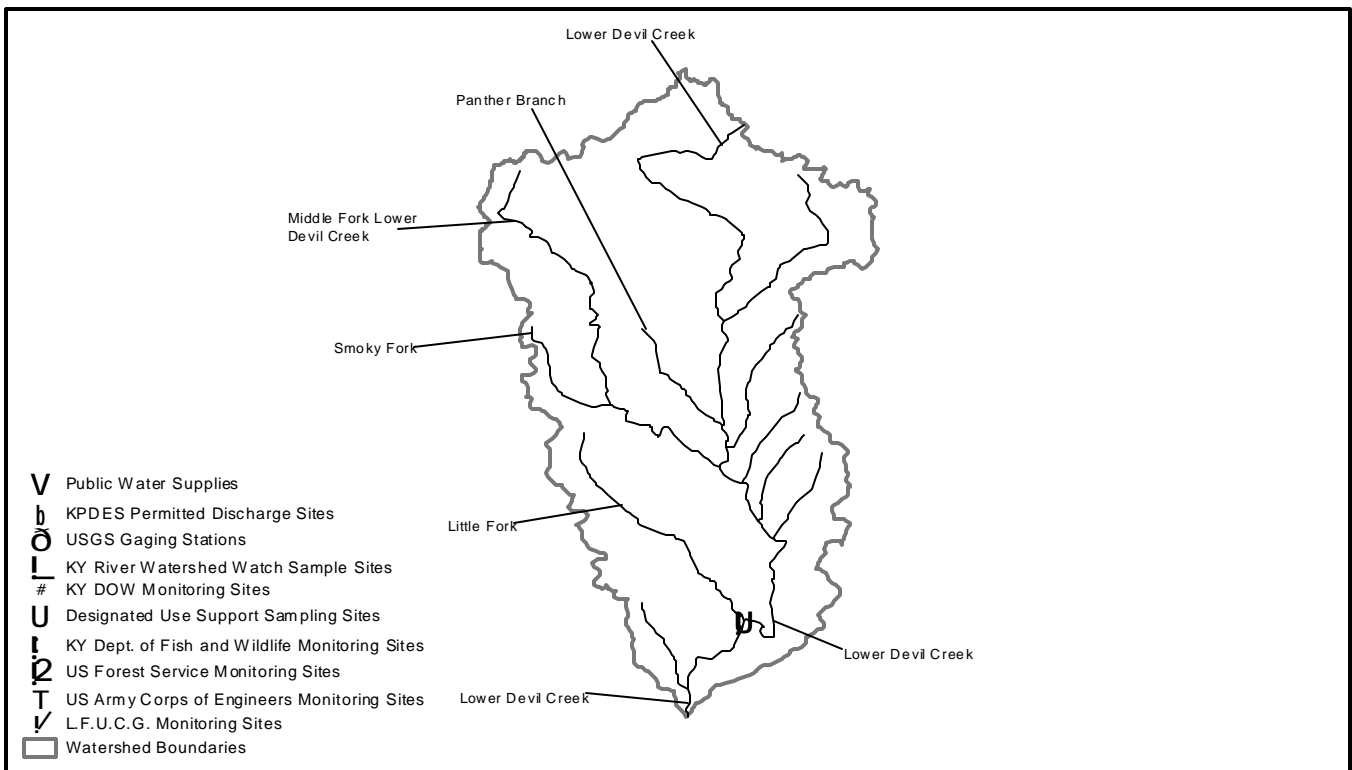 Lower Devil Creek
Panther Branch
Middle Fork Lower
Devil Creek
Smoky Fork
Little Fork
U
Lower Devil Creek
Lower Devil Creek
V Public Water Supplies
þ KPDES Permitted Discharge Sites
ð USGS Gaging Stations
! KY River Watershed Watch Sample Sites
# KY DOW Monitoring Sites
U Designated Use Support Sampling Sites
KY Dept. of Fish and Wildlife Monitoring Sites
2 US Forest Service Monitoring Sites
T US Army Corps of Engineers Monitoring Sites
L.F.U.C.G. Monitoring Sites
Watershed Boundaries